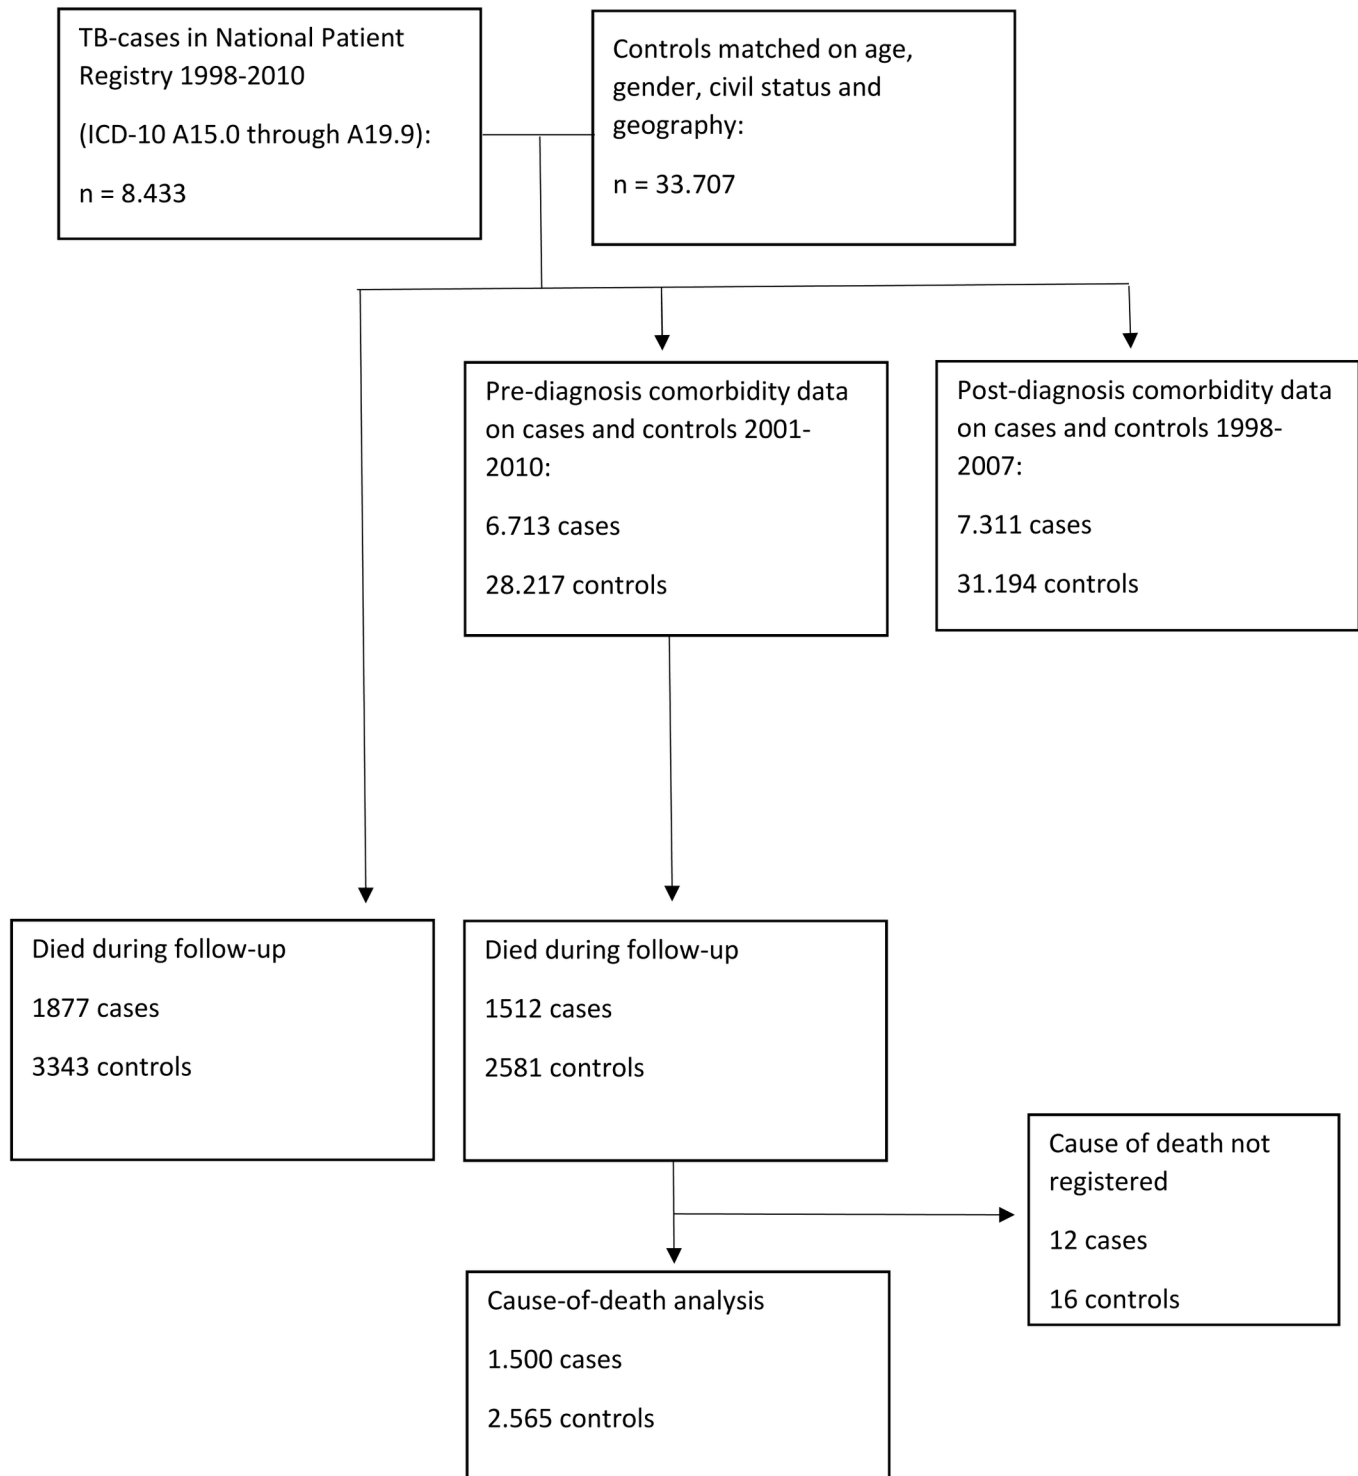 TB-cases in National Patient
Registry 1998-2010
(ICD-10 A15.0 through A19.9):
n = 8.433
Controls matched on age,
gender, civil status and
geography:
n = 33.707
Pre-diagnosis comorbidity data
on cases and controls 2001-
2010:
6.713 cases
28.217 controls
Post-diagnosis comorbidity data
on cases and controls 1998-
2007:
7.311 cases
31.194 controls
Died during follow-up
1877 cases
3343 controls
Died during follow-up
1512 cases
2581 controls
Cause of death not
registered
12 cases
16 controls
Cause-of-death analysis
1.500 cases
2.565 controls